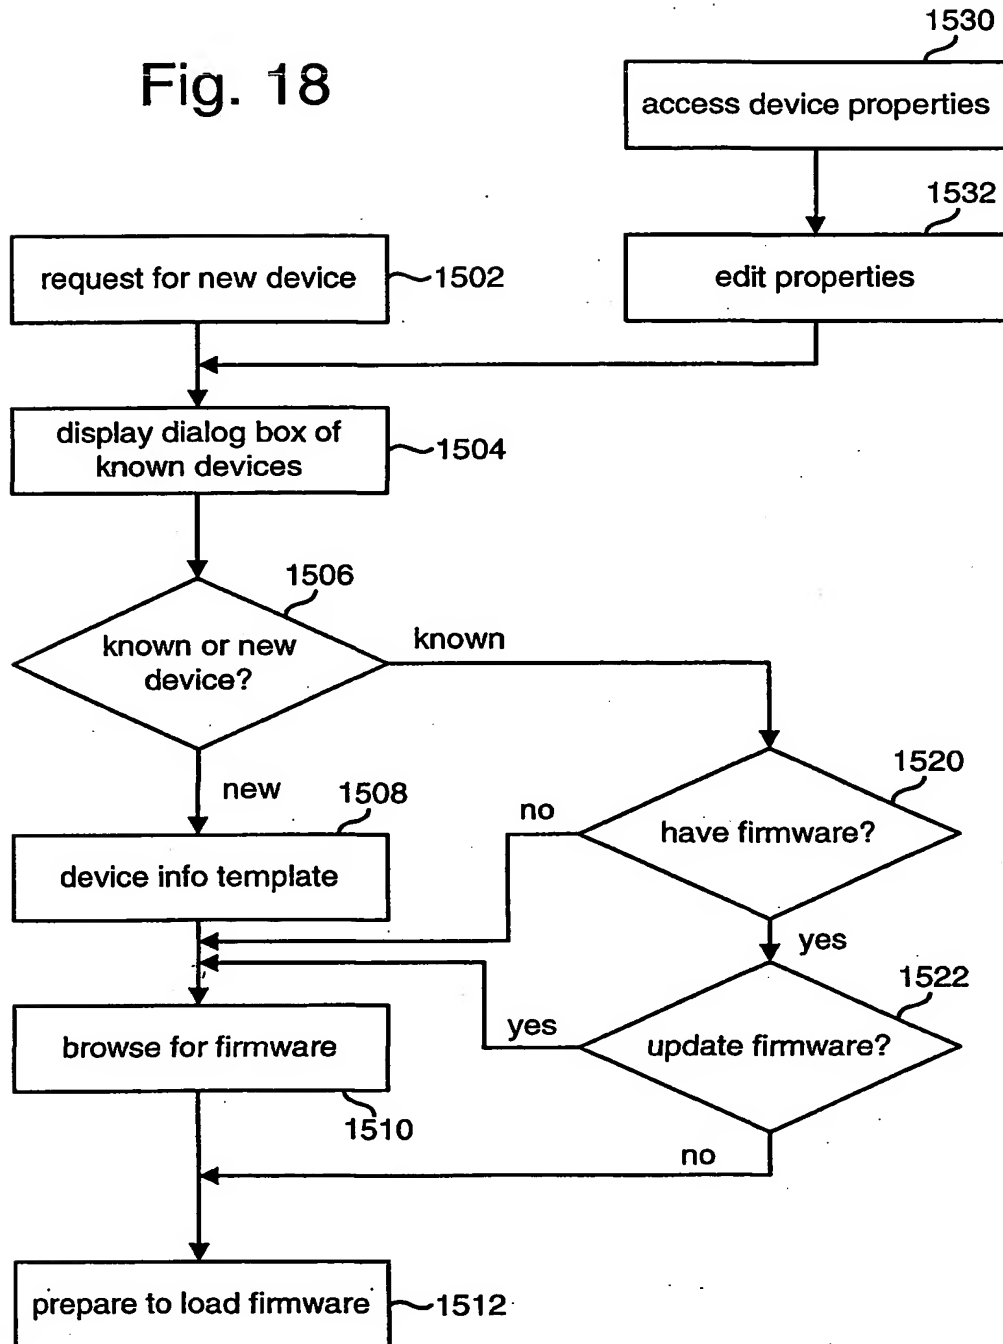 1530
Fig. 18
access device properties
1532
request for new device
1502
edit properties
display dialog box of
known devices
1504
1506
known or new
device?
known
new
1508
1520
no
have firmware?
device info template
yes
1522
yes
update firmware?
browse for firmware
1510
no
prepare to load firmware
1512